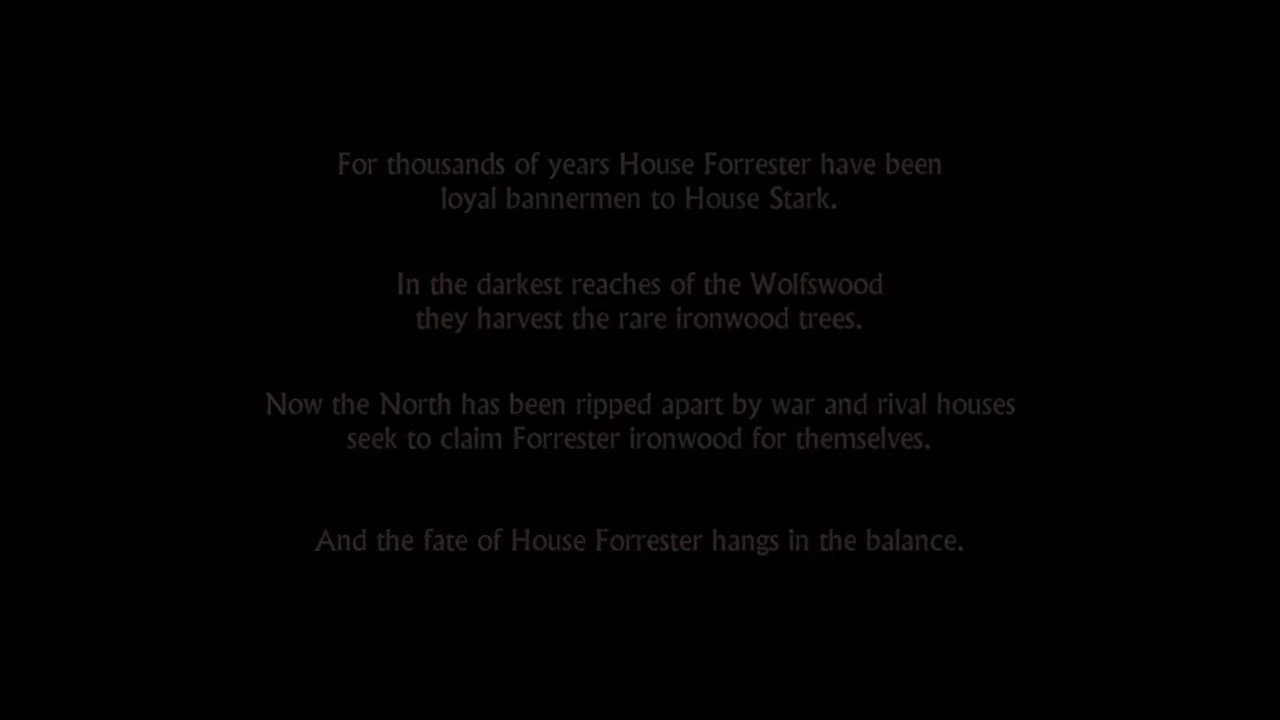 For thousands of years House Forrester have been
loyal bannermen to House Stark.
In the darkest reaches of the Wolfswood
they harvest the rare ironwood trees.
Now the North has been ripped apart by war and rival houses
seek to claim Forrester ironwood for themselves.
And the fate of House Forrester hangs in the balance.